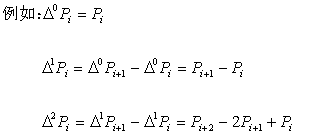 例如:Δ⁰Pᵢ = Pᵢ
Δ¹Pᵢ = Δ⁰Pᵢ₊₁ − Δ⁰Pᵢ = Pᵢ₊₁ − Pᵢ
Δ²Pᵢ = Δ¹Pᵢ₊₁ − Δ¹Pᵢ = Pᵢ₊₂ − 2Pᵢ₊₁ + Pᵢ